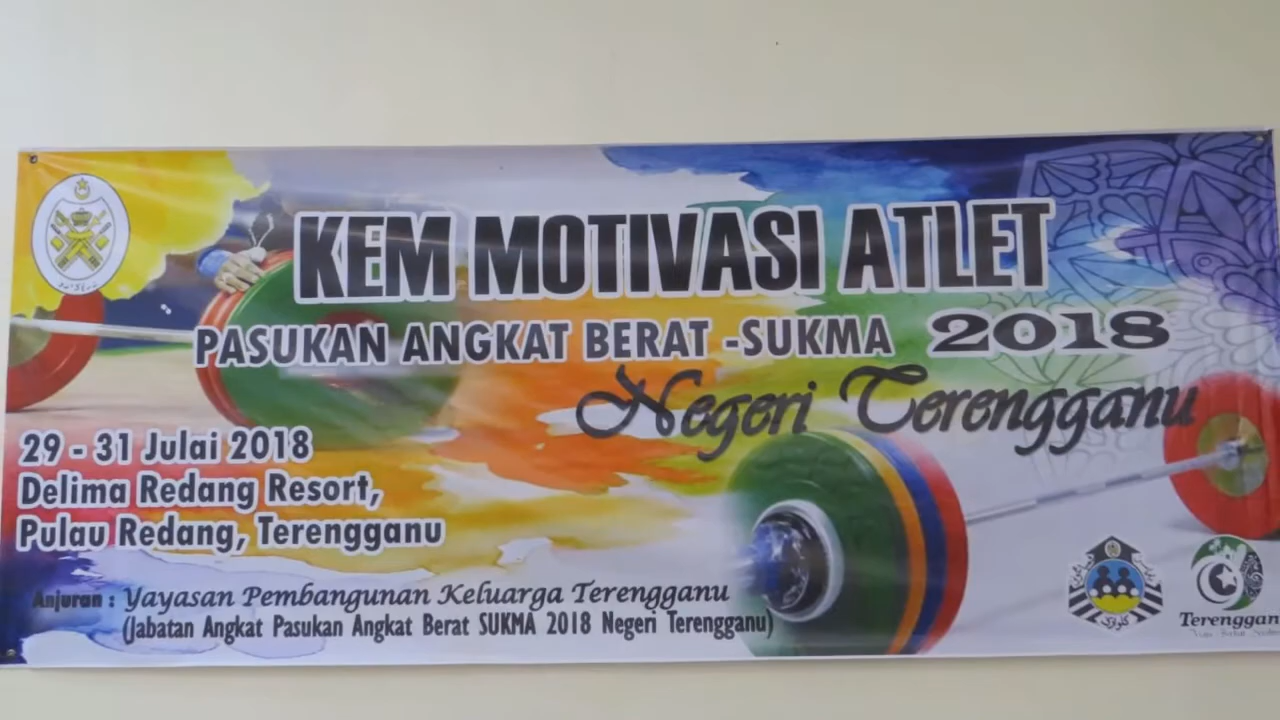 KEM MOTIVASI ATLET
PASUKAN ANGKAT BERAT -SUKMA 2018
Negeri Terengganu
29 - 31 Julai 2018
Delima Redang Resort,
Pulau Redang, Terengganu
Anjuran : Yayasan Pembangunan Keluarga Terengganu
(Jabatan Angkat Pasukan Angkat Berat SUKMA 2018 Negeri Terengganu)
Terenggan